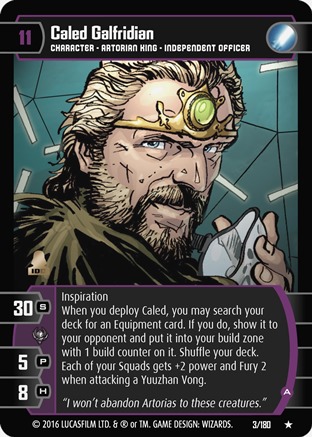 11
Caled Galfridian
CHARACTER - ARTORIAN KING - INDEPENDENT OFFICER
30 S
5 P
8 H
Inspiration
When you deploy Caled, you may search your
deck for an Equipment card. If you do, show it to
your opponent and put it into your build zone
with 1 build counter on it. Shuffle your deck.
Each of your Squads gets +2 power and Fury 2
when attacking a Yuuzhan Vong.
A
"I won't abandon Artorias to these creatures."
© 2016 LUCASFILM LTD. & ® or TM. GAME DESIGN: WIZARDS. 3/180 ★